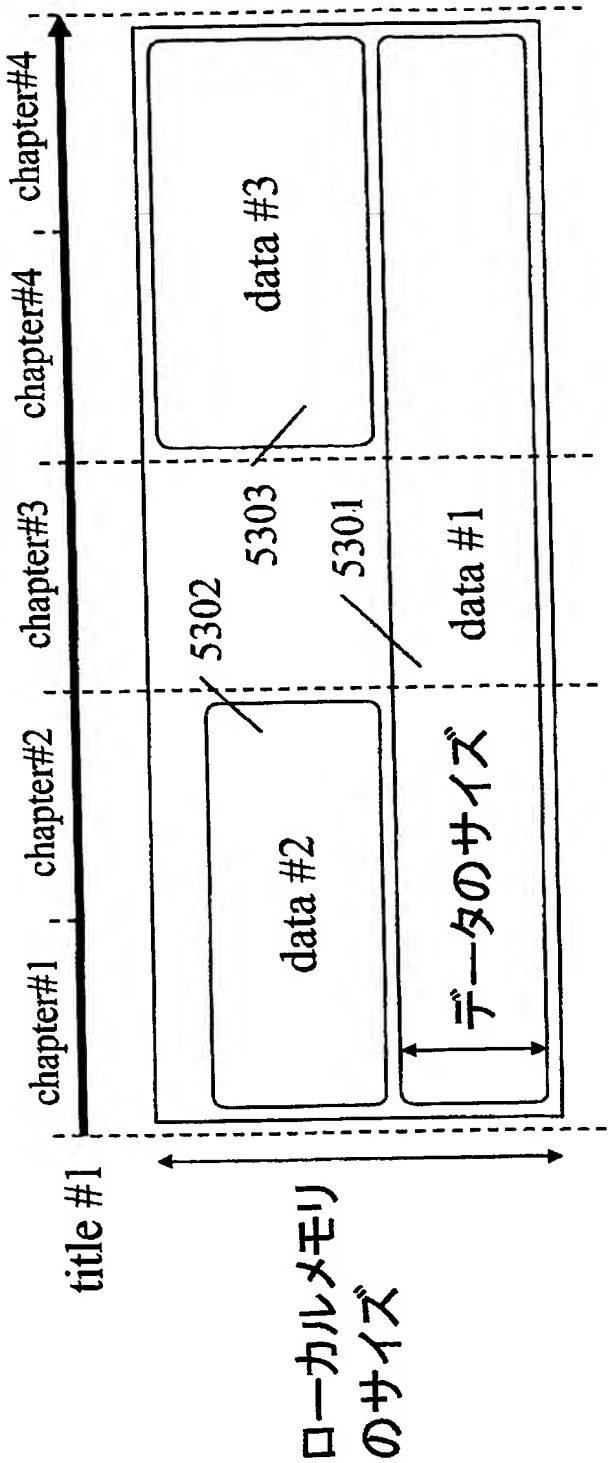 title #1
chapter#1
chapter#2
chapter#3
chapter#4
chapter#4
ローカルメモリ
のサイズ
data #2
5302
5303
data #3
5301
データのサイズ
data #1